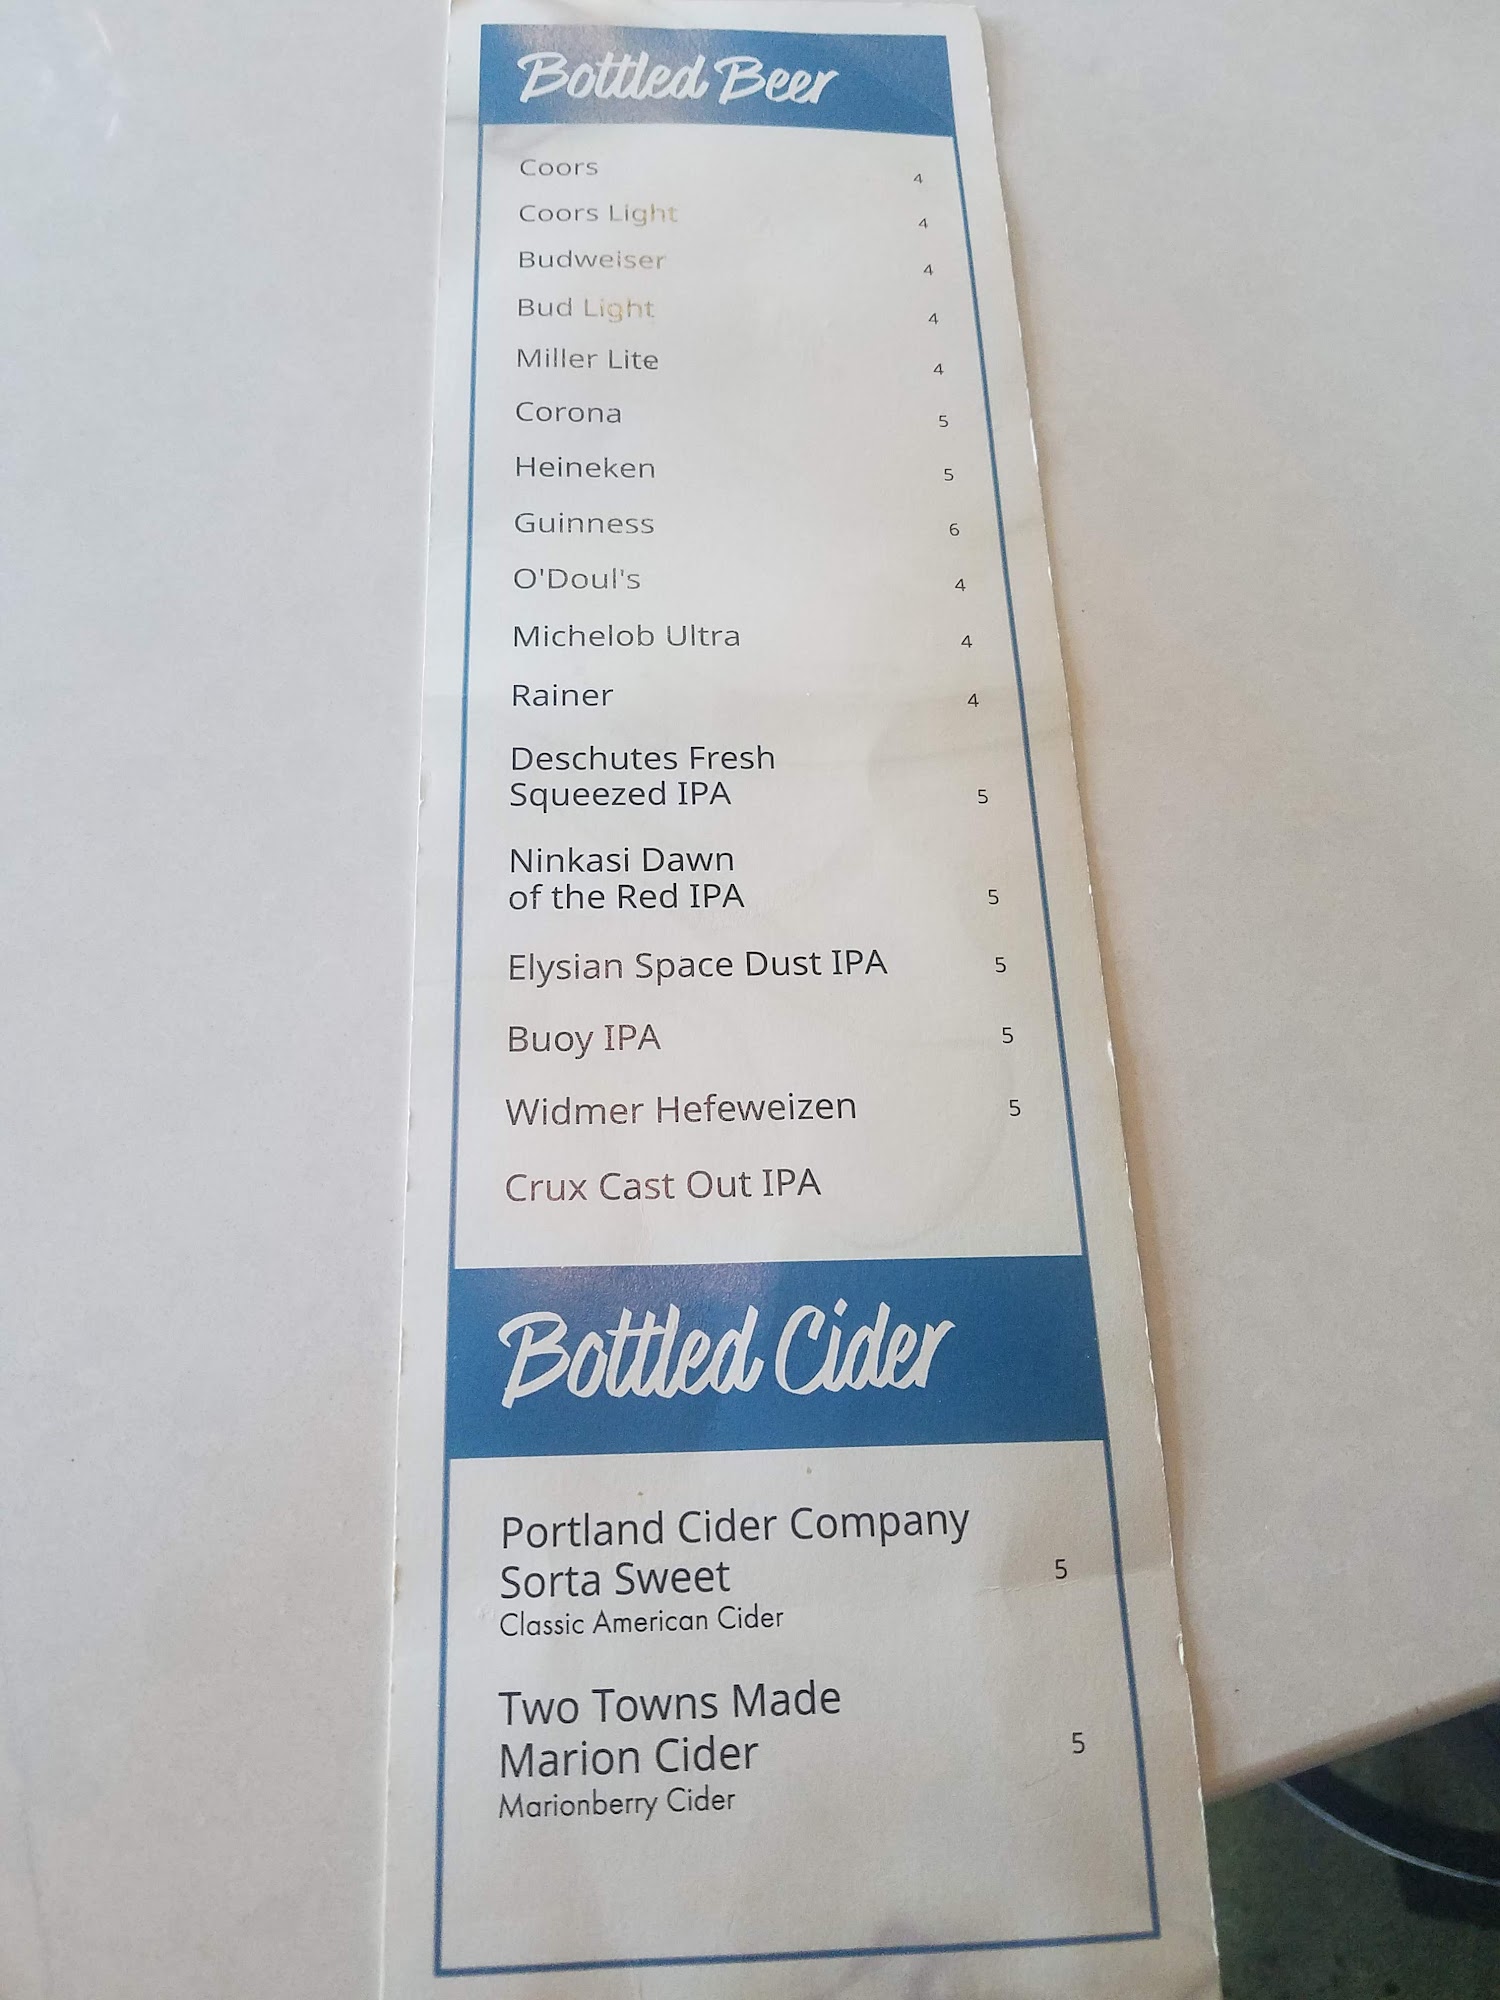 Bottled Beer
Coors 4
Coors Light 4
Budweiser 4
Bud Light 4
Miller Lite 4
Corona 5
Heineken 5
Guinness 6
O'Doul's 4
Michelob Ultra 4
Rainer 4
Deschutes Fresh
Squeezed IPA 5
Ninkasi Dawn
of the Red IPA 5
Elysian Space Dust IPA 5
Buoy IPA 5
Widmer Hefeweizen 5
Crux Cast Out IPA
Bottled Cider
Portland Cider Company
Sorta Sweet 5
Classic American Cider
Two Towns Made
Marion Cider 5
Marionberry Cider